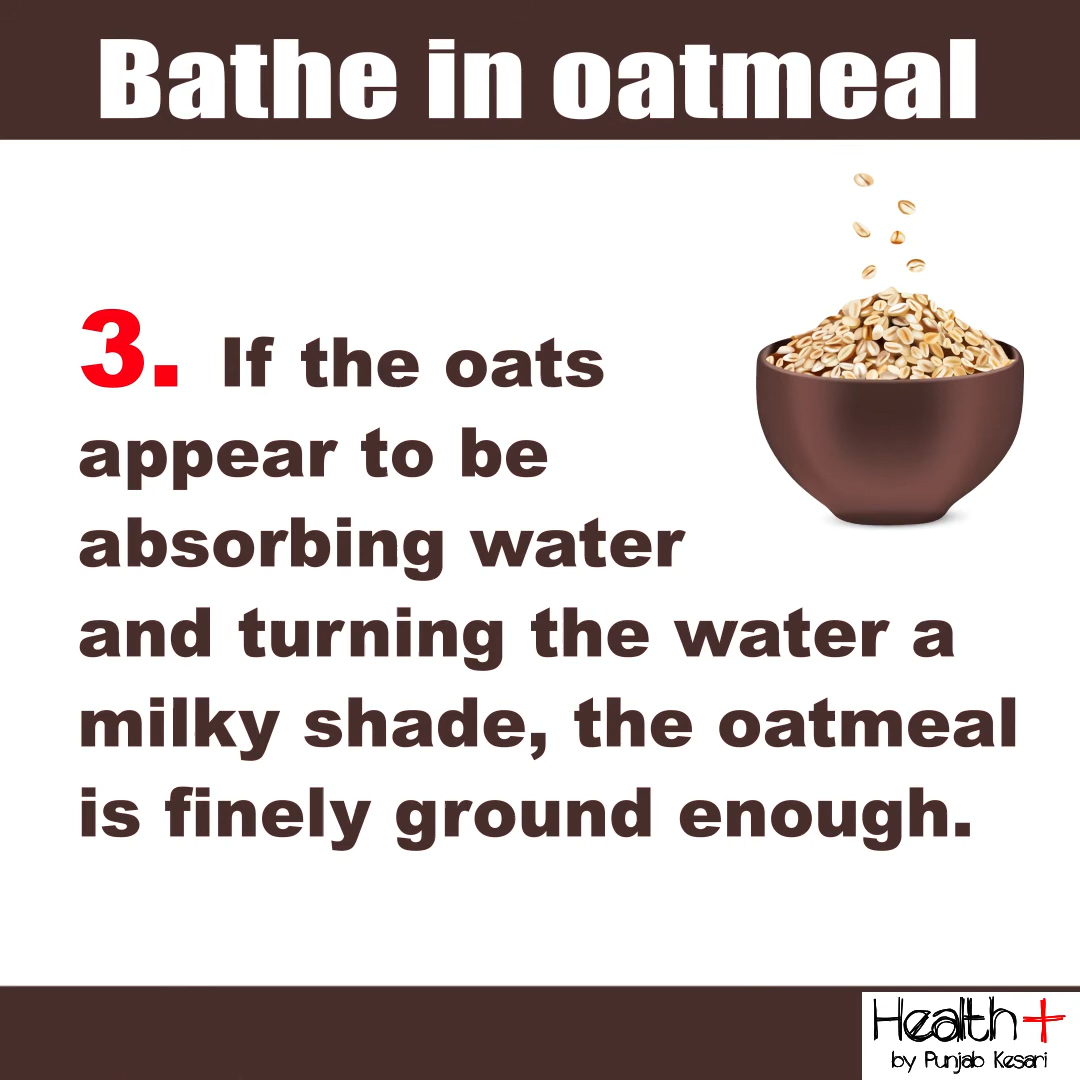 Bathe in oatmeal
3. If the oats
appear to be
absorbing water
and turning the water a
milky shade, the oatmeal
is finely ground enough.
Health+
by Punjab Kesari